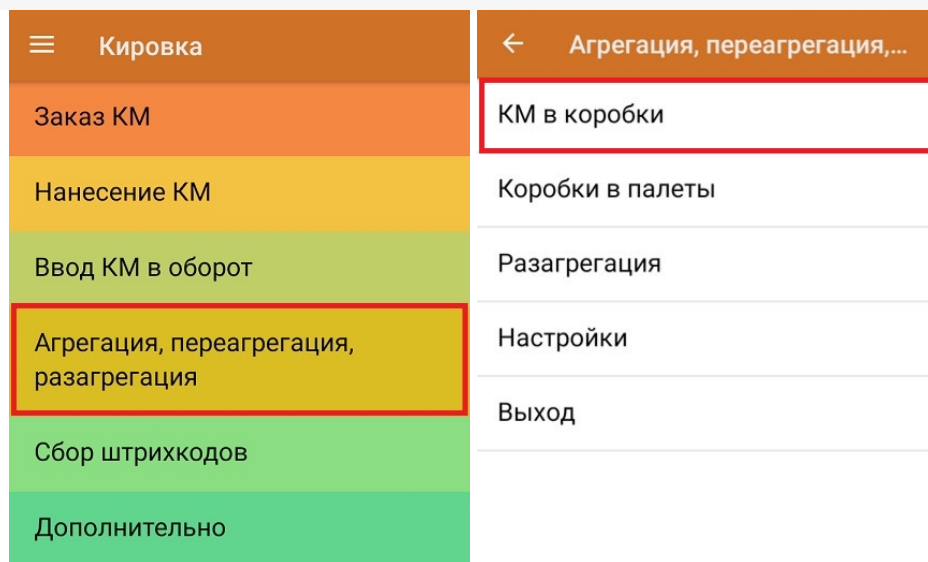 Кировка
Заказ КМ
Нанесение КМ
Ввод КМ в оборот
Агрегация, переагрегация,
разагрегация
Сбор штрихкодов
Дополнительно
Агрегация, переагрегация,...
КМ в коробки
Коробки в палеты
Разагрегация
Настройки
Выход